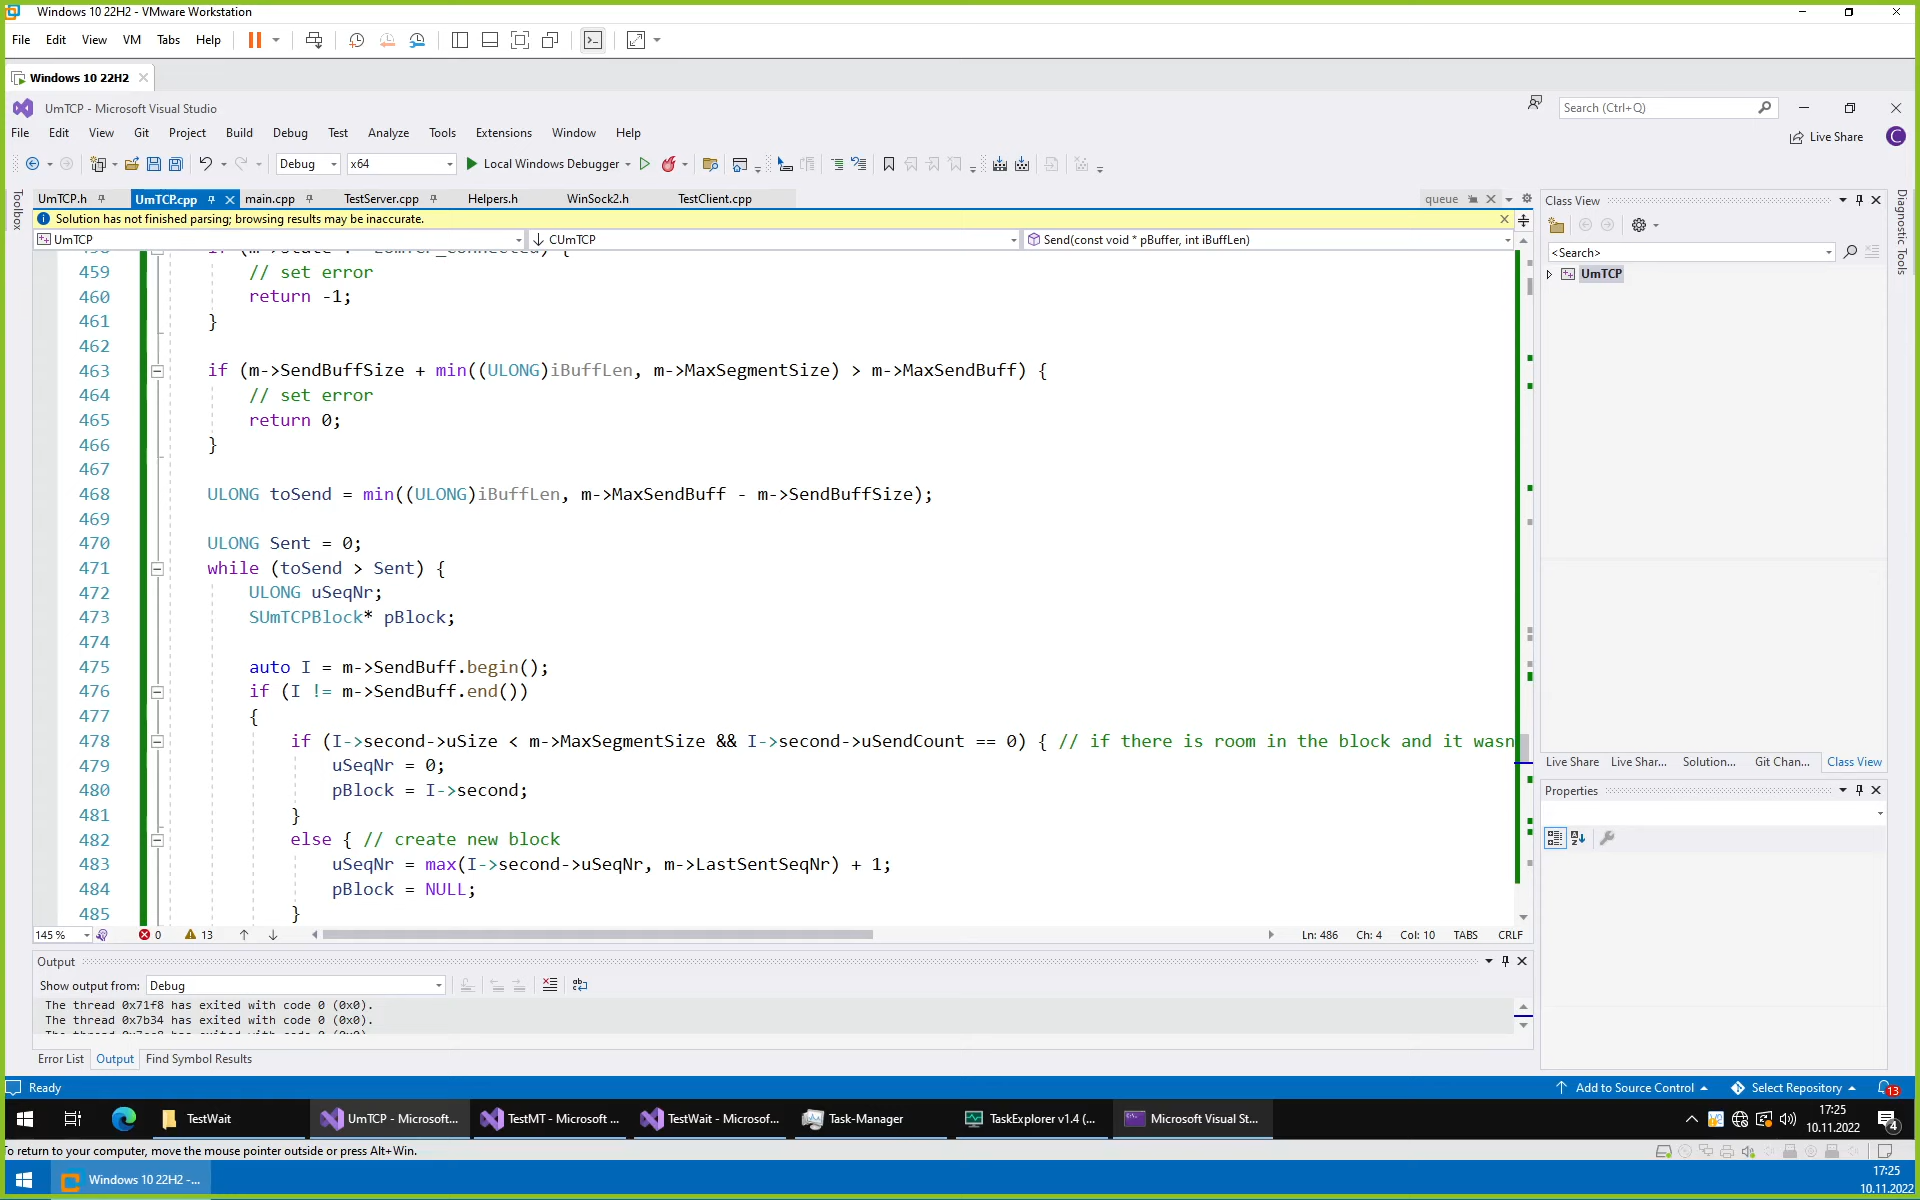 Windows 10 22H2 - VMware Workstation
File Edit View VM Tabs Help
Windows 10 22H2
UmTCP - Microsoft Visual Studio
Search (Ctrl+Q)
File Edit View Git Project Build Debug Test Analyze Tools Extensions Window Help
Live Share
C
Debug x64 Local Windows Debugger
Toolbox
UmTCP.h UmTCP.cpp main.cpp TestServer.cpp Helpers.h WinSock2.h TestClient.cpp queue
Solution has not finished parsing; browsing results may be inaccurate.
UmTCP CUmTCP Send(const void * pBuffer, int iBuffLen)
459 // set error
460 return -1;
461 }
462
463 if (m->SendBuffSize + min((ULONG)iBuffLen, m->MaxSegmentSize) > m->MaxSendBuff) {
464 // set error
465 return 0;
466 }
467
468 ULONG toSend = min((ULONG)iBuffLen, m->MaxSendBuff - m->SendBuffSize);
469
470 ULONG Sent = 0;
471 while (toSend > Sent) {
472 ULONG uSeqNr;
473 SUmTCPBlock* pBlock;
474
475 auto I = m->SendBuff.begin();
476 if (I != m->SendBuff.end())
477 {
478 if (I->second->uSize < m->MaxSegmentSize && I->second->uSendCount == 0) { // if there is room in the block and it wasn
479 uSeqNr = 0;
480 pBlock = I->second;
481 }
482 else { // create new block
483 uSeqNr = max(I->second->uSeqNr, m->LastSentSeqNr) + 1;
484 pBlock = NULL;
485 }
145 % 0 13 Ln: 486 Ch: 4 Col: 10 TABS CRLF
Output
Show output from: Debug
The thread 0x71f8 has exited with code 0 (0x0).
The thread 0x7b34 has exited with code 0 (0x0).
Error List Output Find Symbol Results
Class View
<Search>
UmTCP
Live Share Live Shar... Solution... Git Chan... Class View
Properties
Diagnostic Tools
Ready
Add to Source Control Select Repository 13
TestWait UmTCP - Microsoft... TestMT - Microsoft ... TestWait - Microsof... Task-Manager TaskExplorer v1.4 (... Microsoft Visual St...
17:25
10.11.2022
4
To return to your computer, move the mouse pointer outside or press Alt+Win.
Windows 10 22H2 -...
17:25
10.11.2022